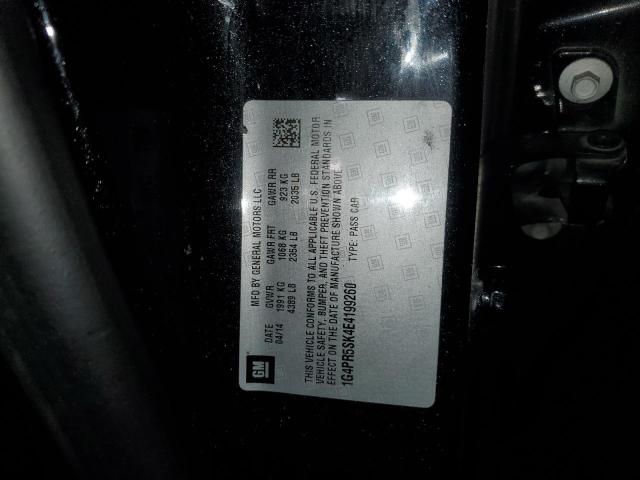 GM
MFD BY GENERAL MOTORS LLC
DATE GVWR GAWR FRT GAWR RR
04/14 1991 KG 1068 KG 923 KG
4389 LB 2354 LB 2035 LB
THIS VEHICLE CONFORMS TO ALL APPLICABLE U.S. FEDERAL MOTOR
VEHICLE SAFETY, BUMPER, AND THEFT PREVENTION STANDARDS IN
EFFECT ON THE DATE OF MANUFACTURE SHOWN ABOVE.
1G4PR5SK4E4199260 TYPE: PASS CAR